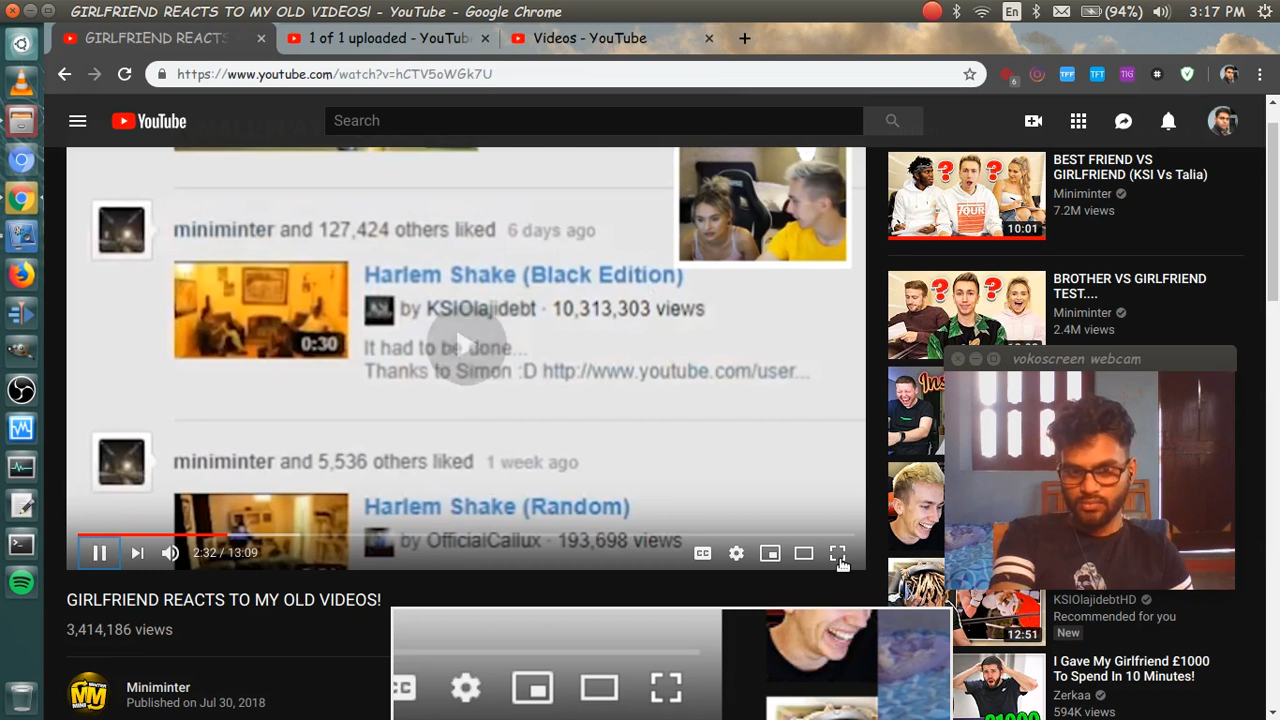 GIRLFRIEND REACTS TO MY OLD VIDEOS! - YouTube - Google Chrome
En
(94%)
3:17 PM
GIRLFRIEND REACTS
1 of 1 uploaded - YouTub
Videos - YouTube
https://www.youtube.com/watch?v=hCTV5oWGk7U
6
TFF
TFT
TIG
YouTube
Search
miniminter and 127,424 others liked 6 days ago
Harlem Shake (Black Edition)
by KSIOlajidebt · 10,313,303 views
0:30
It had to be done...
Thanks to Simon :D http://www.youtube.com/user...
miniminter and 5,536 others liked 1 week ago
Harlem Shake (Random)
by OfficialCallux · 193,698 views
2:32 / 13:09
CC
GIRLFRIEND REACTS TO MY OLD VIDEOS!
3,414,186 views
MM
Miniminter
Published on Jul 30, 2018
BEST FRIEND VS
GIRLFRIEND (KSI Vs Talia)
Miniminter
7.2M views
10:01
BROTHER VS GIRLFRIEND
TEST....
Miniminter
2.4M views
vokoscreen webcam
KSIOlajidebtHD
Recommended for you
New
12:51
I Gave My Girlfriend £1000
To Spend In 10 Minutes!
Zerkaa
594K views
CC